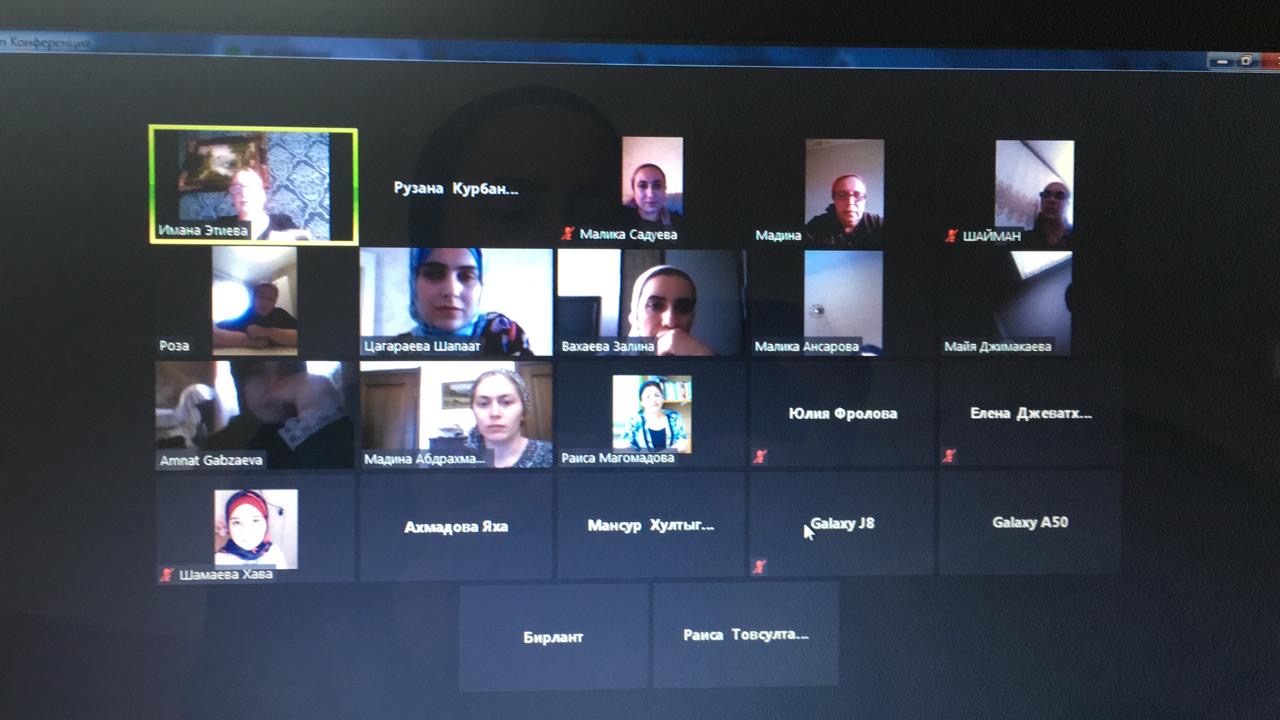 m Конференция
Имана Этиева
Рузана Курбан...
Малика Садуева
Мадина
ШАЙМАН
Роза
Цагараева Шапаат
Вахаева Залина
Малика Ансарова
Майя Джимакаева
Amnat Gabzaeva
Мадина Абдрахма...
Раиса Магомадова
Юлия Фролова
Елена Джеватх...
Шамаева Хава
Ахмадова Яха
Мансур Хултыг...
Galaxy J8
Galaxy A50
Бирлант
Раиса Товсулта...